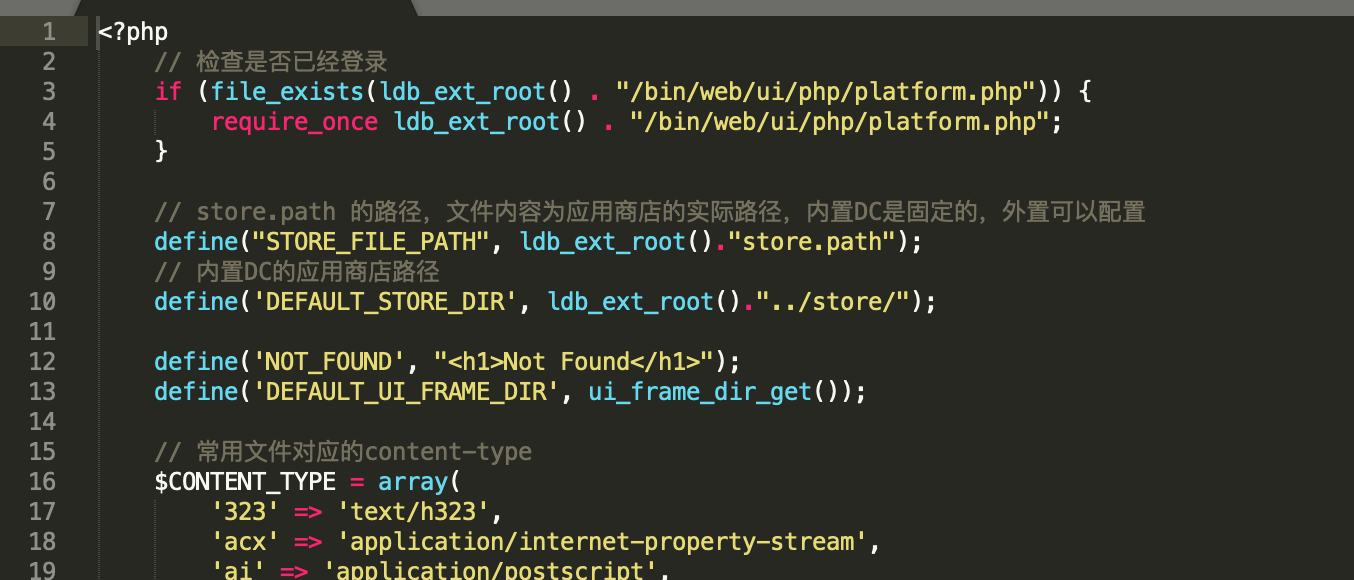 1 <?php
2 // 检查是否已经登录
3 if (file_exists(ldb_ext_root() . "/bin/web/ui/php/platform.php")) {
4 require_once ldb_ext_root() . "/bin/web/ui/php/platform.php";
5 }
6
7 // store.path 的路径，文件内容为应用商店的实际路径，内置DC是固定的，外置可以配置
8 define("STORE_FILE_PATH", ldb_ext_root()."store.path");
9 // 内置DC的应用商店路径
10 define('DEFAULT_STORE_DIR', ldb_ext_root()."../store/");
11
12 define('NOT_FOUND', "<h1>Not Found</h1>");
13 define('DEFAULT_UI_FRAME_DIR', ui_frame_dir_get());
14
15 // 常用文件对应的content-type
16 $CONTENT_TYPE = array(
17 '323' => 'text/h323',
18 'acx' => 'application/internet-property-stream',
19 'ai' => 'application/postscript',